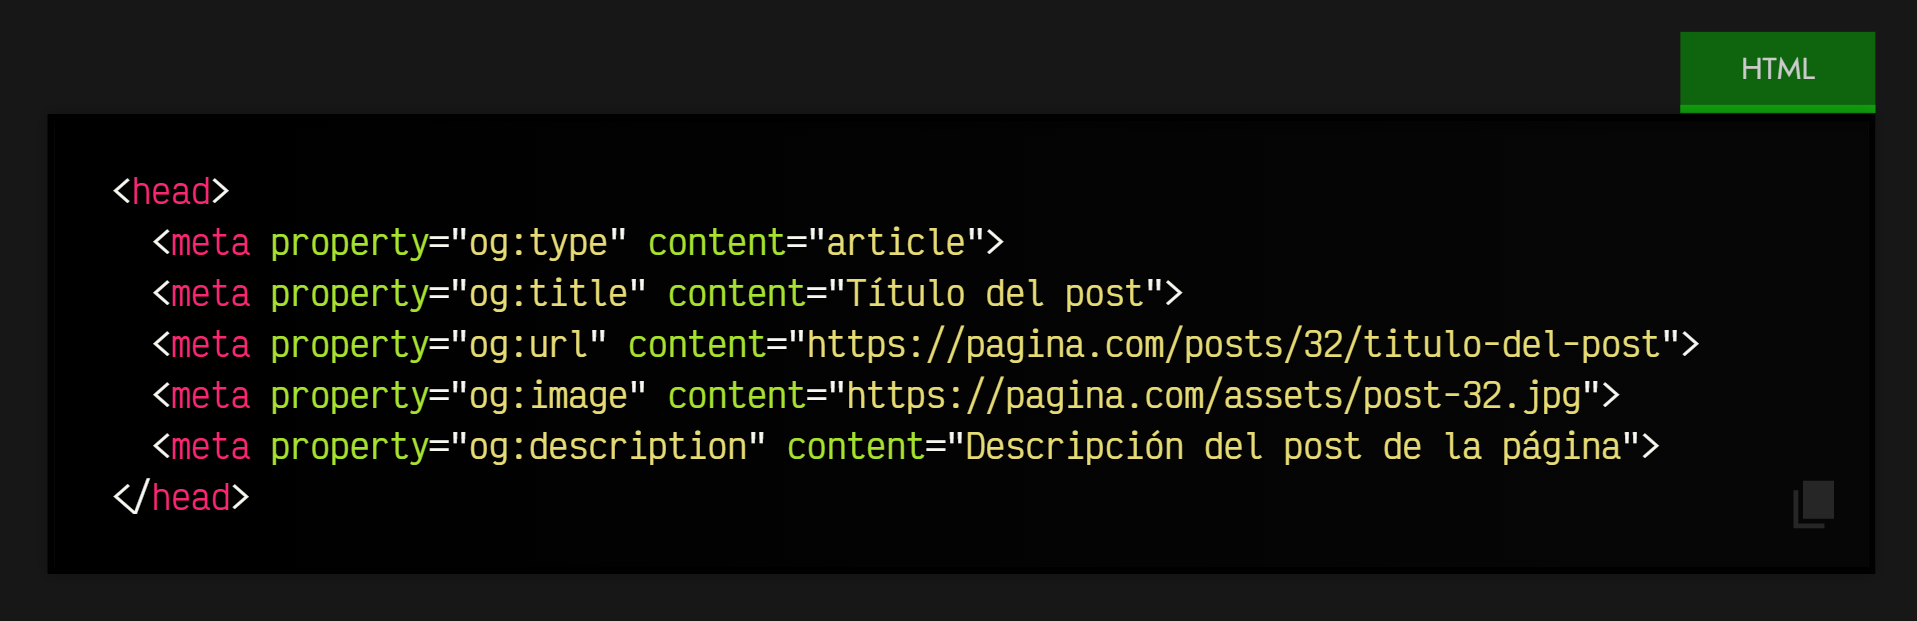 HTML
<head>
  <meta property="og:type" content="article">
  <meta property="og:title" content="Título del post">
  <meta property="og:url" content="https://pagina.com/posts/32/titulo-del-post">
  <meta property="og:image" content="https://pagina.com/assets/post-32.jpg">
  <meta property="og:description" content="Descripción del post de la página">
</head>